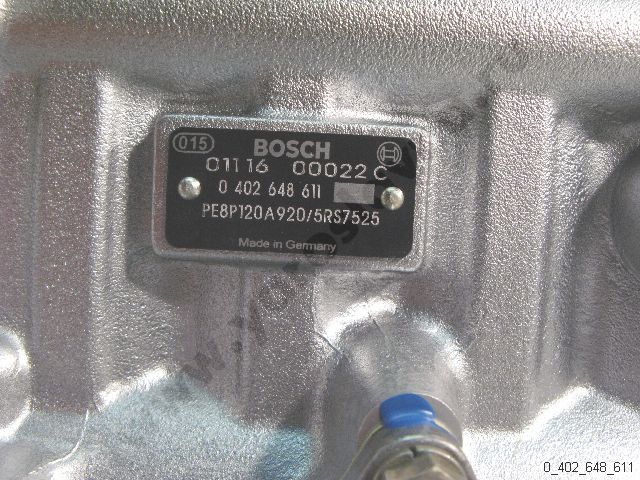 015 BOSCH
01116 00022 C
0 402 648 611
PE8P120A920/5RS7525
Made in Germany
0_402_648_611